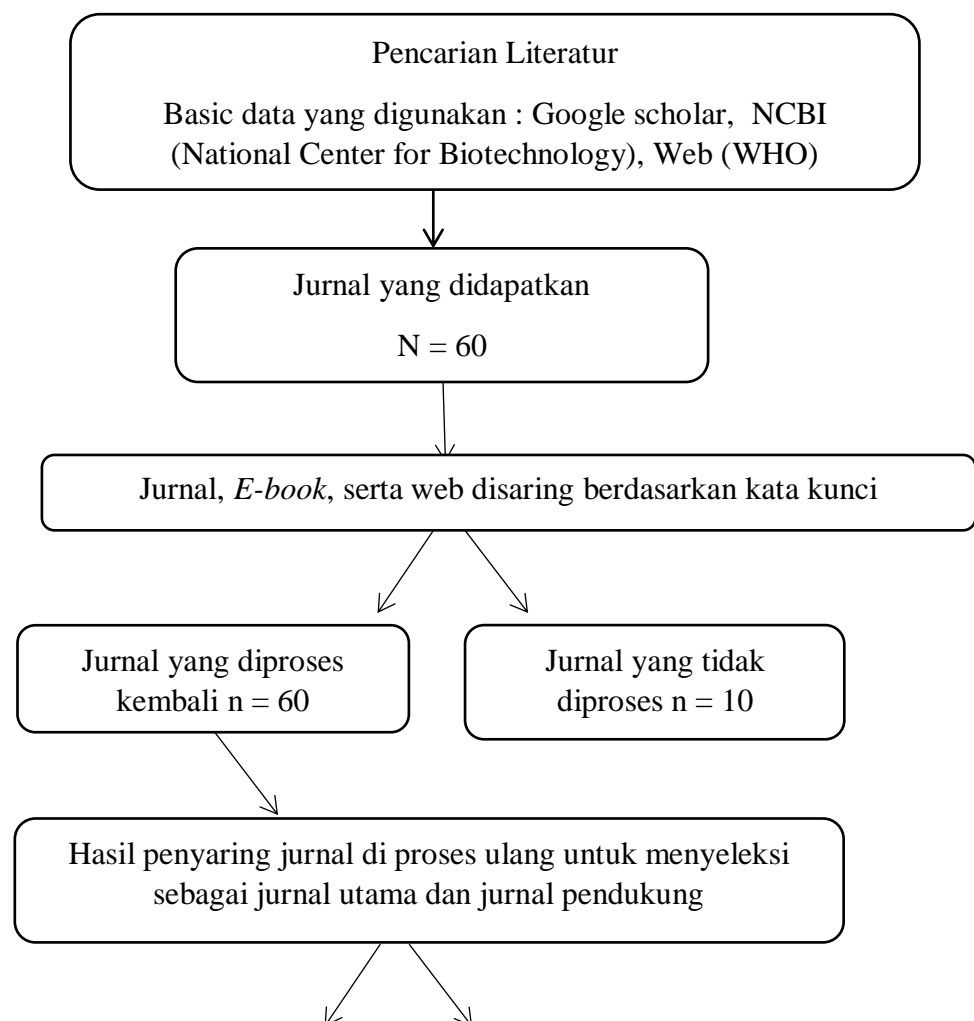 Pencarian Literatur
Basic data yang digunakan : Google scholar, NCBI
(National Center for Biotechnology), Web (WHO)
Jurnal yang didapatkan
N = 60
Jurnal, E-book, serta web disaring berdasarkan kata kunci
Jurnal yang diproses
kembali n = 60
Jurnal yang tidak
diproses n = 10
Hasil penyaring jurnal di proses ulang untuk menyeleksi
sebagai jurnal utama dan jurnal pendukung